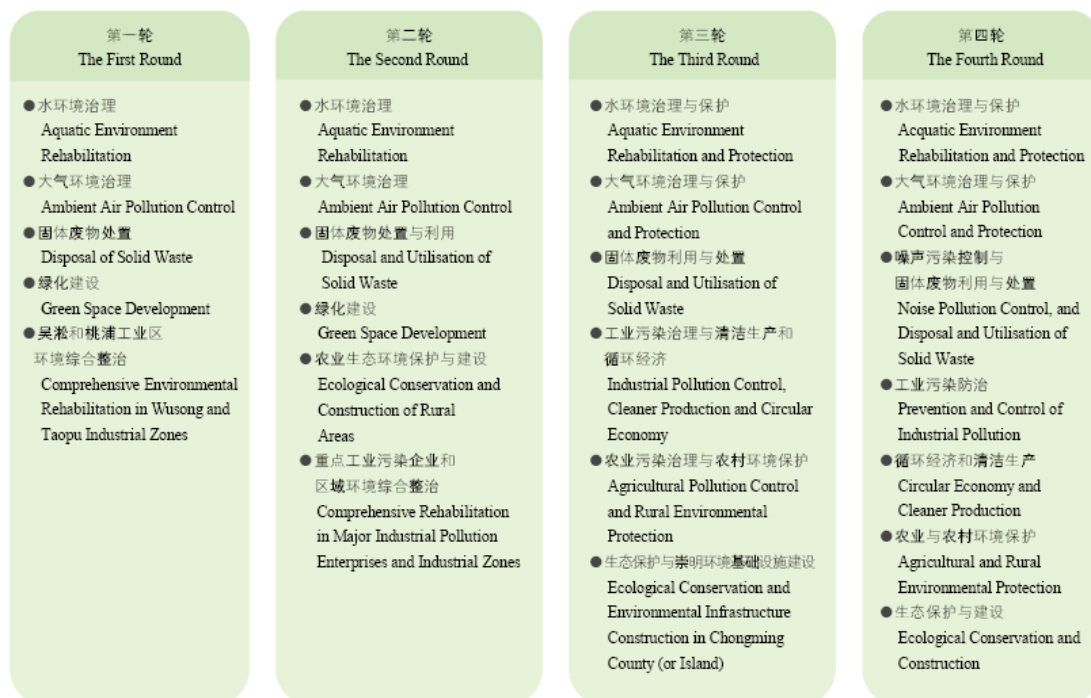 第一轮
The First Round
●水环境治理
Aquatic Environment
Rehabilitation
●大气环境治理
Ambient Air Pollution Control
●固体废物处置
Disposal of Solid Waste
●绿化建设
Green Space Development
●吴淞和桃浦工业区
环境综合整治
Comprehensive Environmental
Rehabilitation in Wusong and
Taopu Industrial Zones
第二轮
The Second Round
●水环境治理
Aquatic Environment
Rehabilitation
●大气环境治理
Ambient Air Pollution Control
●固体废物处置与利用
Disposal and Utilisation of
Solid Waste
●绿化建设
Green Space Development
●农业生态环境保护与建设
Ecological Conservation and
Construction of Rural
Areas
●重点工业污染企业和
区域环境综合整治
Comprehensive Rehabilitation
in Major Industrial Pollution
Enterprises and Industrial Zones
第三轮
The Third Round
●水环境治理与保护
Aquatic Environment
Rehabilitation and Protection
●大气环境治理与保护
Ambient Air Pollution Control
and Protection
●固体废物利用与处置
Disposal and Utilisation of
Solid Waste
●工业污染治理与清洁生产和
循环经济
Industrial Pollution Control,
Cleaner Production and Circular
Economy
●农业污染治理与农村环境保护
Agricultural Pollution Control
and Rural Environmental
Protection
●生态保护与崇明环境基础设施建设
Ecological Conservation and
Environmental Infrastructure
Construction in Chongming
County (or Island)
第四轮
The Fourth Round
●水环境治理与保护
Acquatic Environment
Rehabilitation and Protection
●大气环境治理与保护
Ambient Air Pollution
Control and Protection
●噪声污染控制与
固体废物利用与处置
Noise Pollution Control, and
Disposal and Utilisation of
Solid Waste
●工业污染防治
Prevention and Control of
Industrial Pollution
●循环经济和清洁生产
Circular Economy and
Cleaner Production
●农业与农村环境保护
Agricultural and Rural
Environmental Protection
●生态保护与建设
Ecological Conservation and
Construction